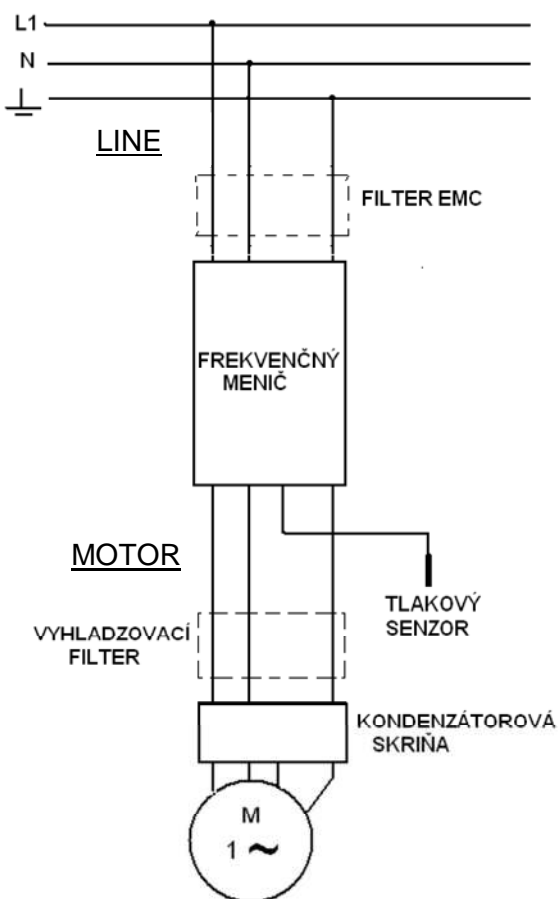 L1
N
LINE
FILTER EMC
FREKVENČNÝ
MENIČ
MOTOR
TLAKOVÝ
SENZOR
VYHLADZOVACÍ
FILTER
KONDENZÁTOROVÁ
SKRIŇA
M
1 ~